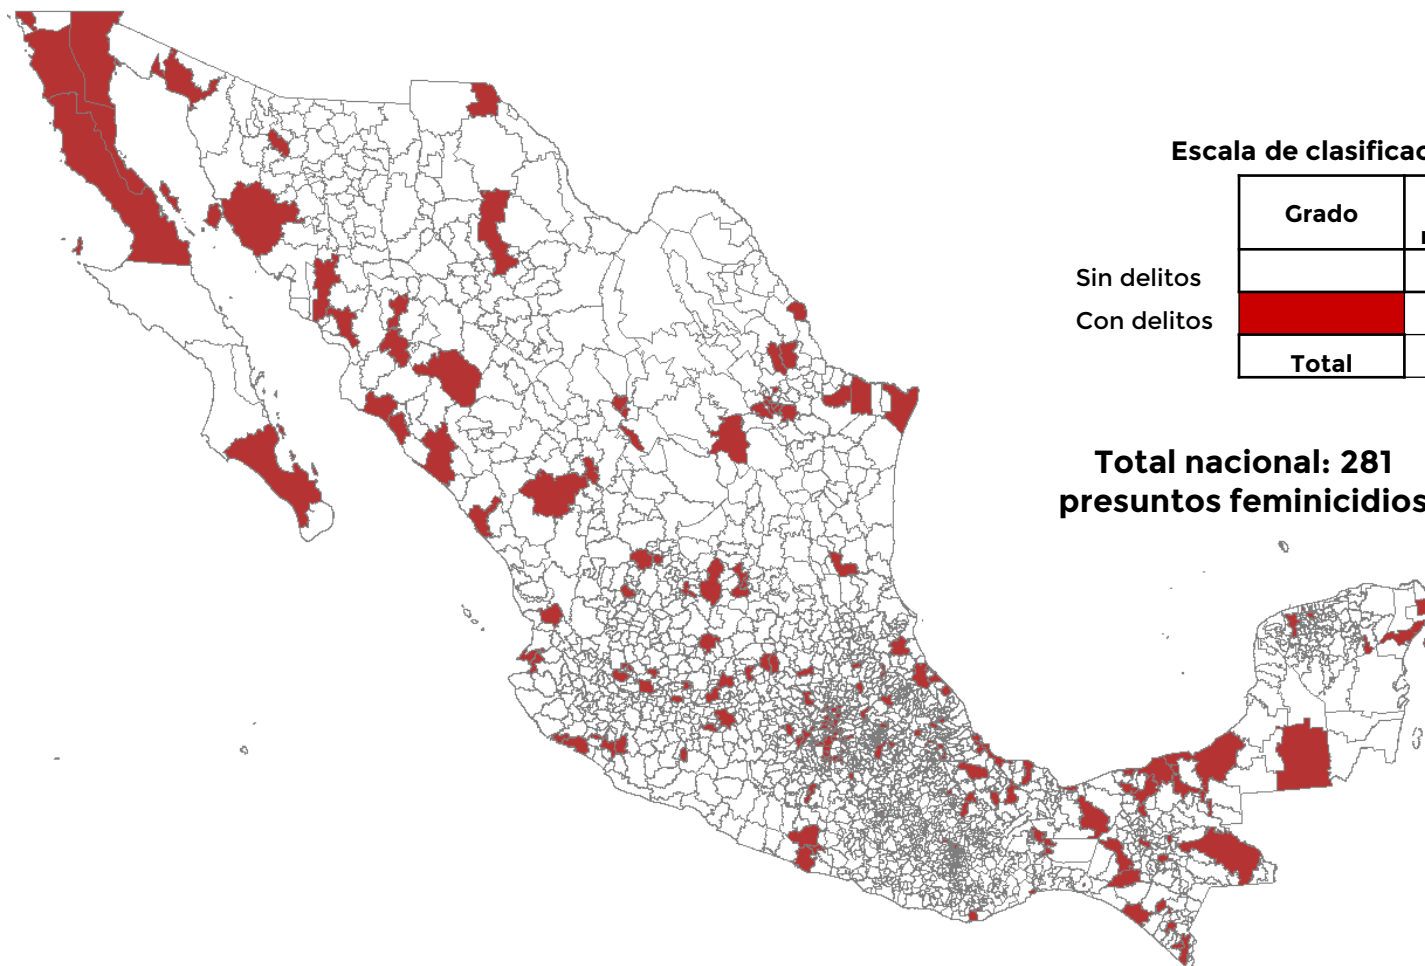 Escala de clasificac
Grado
Sin delitos
Con delitos
Total
Total nacional: 281
presuntos feminicidios